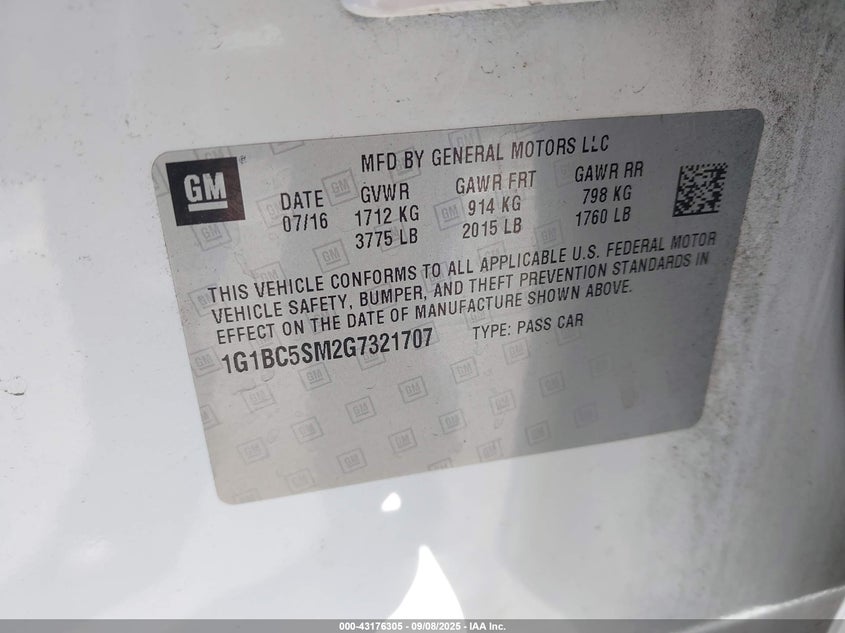 GM
MFD BY GENERAL MOTORS LLC
DATE GVWR GAWR FRT GAWR RR
07/16 1712 KG 914 KG 798 KG
3775 LB 2015 LB 1760 LB
THIS VEHICLE CONFORMS TO ALL APPLICABLE U.S. FEDERAL MOTOR
VEHICLE SAFETY, BUMPER, AND THEFT PREVENTION STANDARDS IN
EFFECT ON THE DATE OF MANUFACTURE SHOWN ABOVE.
1G1BC5SM2G7321707 TYPE: PASS CAR
000-43176305 - 09/08/2025 - IAA Inc.